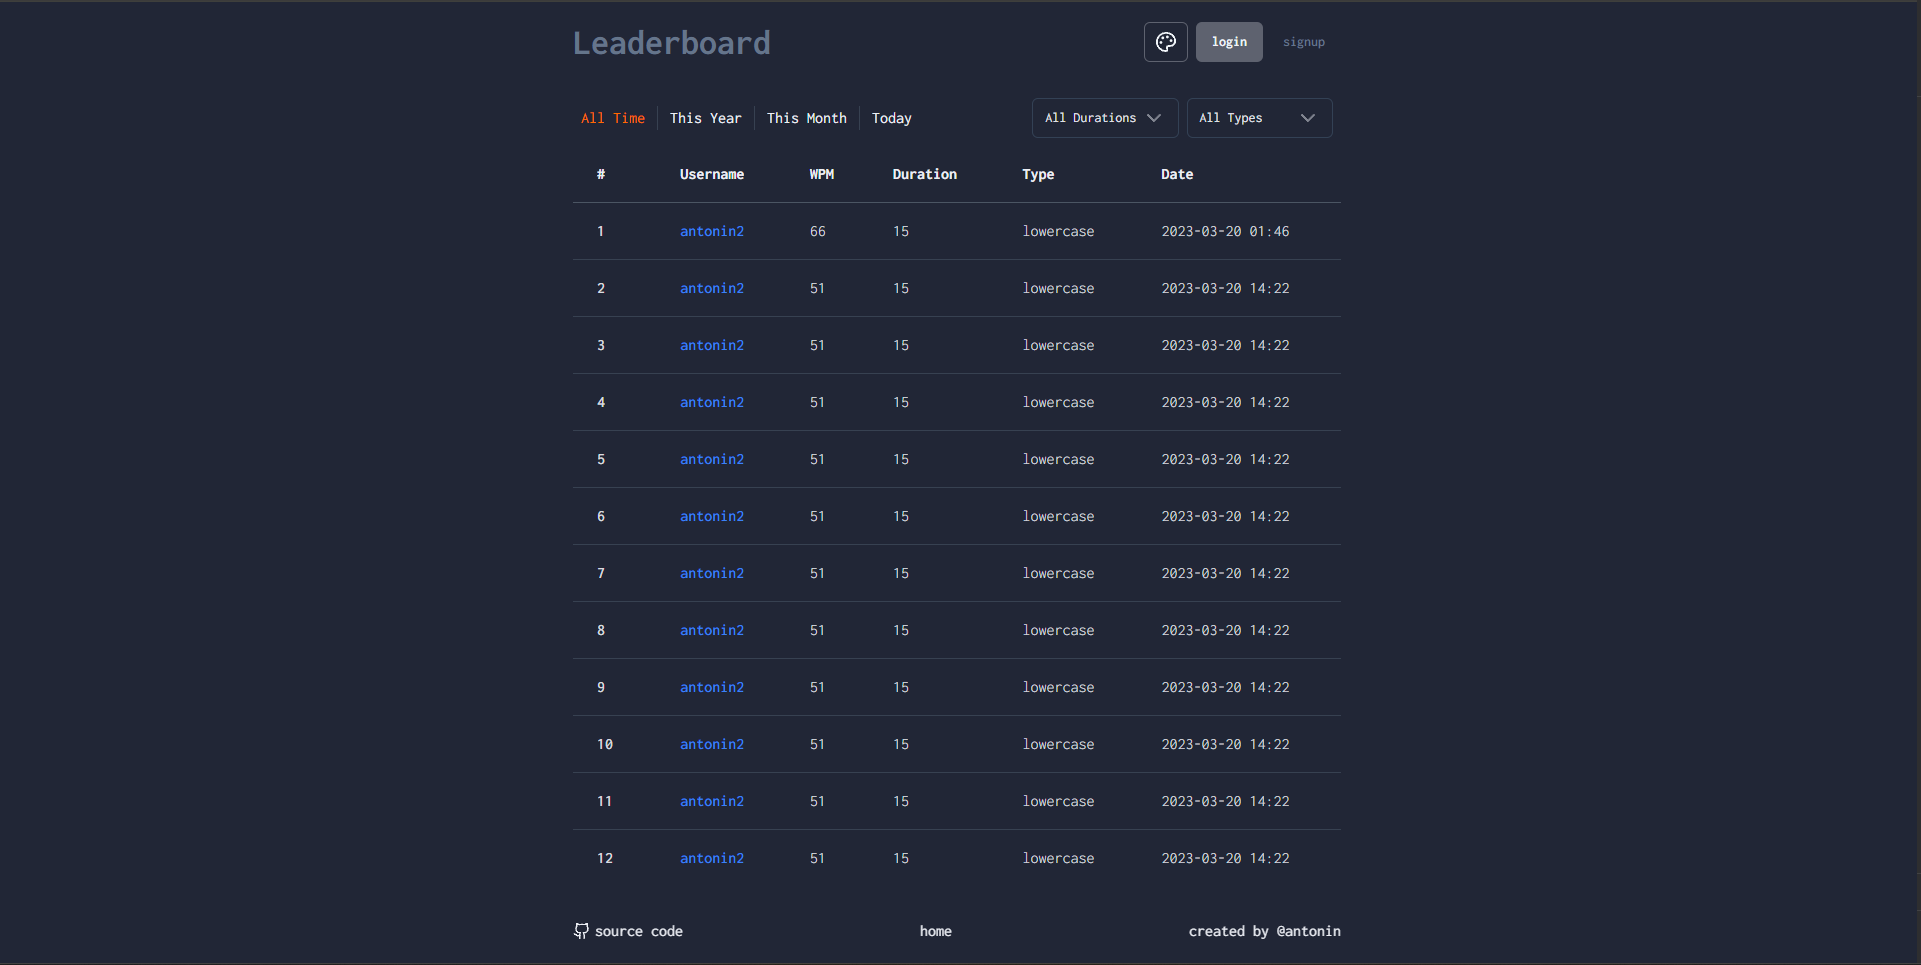 Leaderboard login signup
All Time This Year This Month Today All Durations All Types
# Username WPM Duration Type Date
1 antonin2 66 15 lowercase 2023-03-20 01:46
2 antonin2 51 15 lowercase 2023-03-20 14:22
3 antonin2 51 15 lowercase 2023-03-20 14:22
4 antonin2 51 15 lowercase 2023-03-20 14:22
5 antonin2 51 15 lowercase 2023-03-20 14:22
6 antonin2 51 15 lowercase 2023-03-20 14:22
7 antonin2 51 15 lowercase 2023-03-20 14:22
8 antonin2 51 15 lowercase 2023-03-20 14:22
9 antonin2 51 15 lowercase 2023-03-20 14:22
10 antonin2 51 15 lowercase 2023-03-20 14:22
11 antonin2 51 15 lowercase 2023-03-20 14:22
12 antonin2 51 15 lowercase 2023-03-20 14:22
source code home created by @antonin